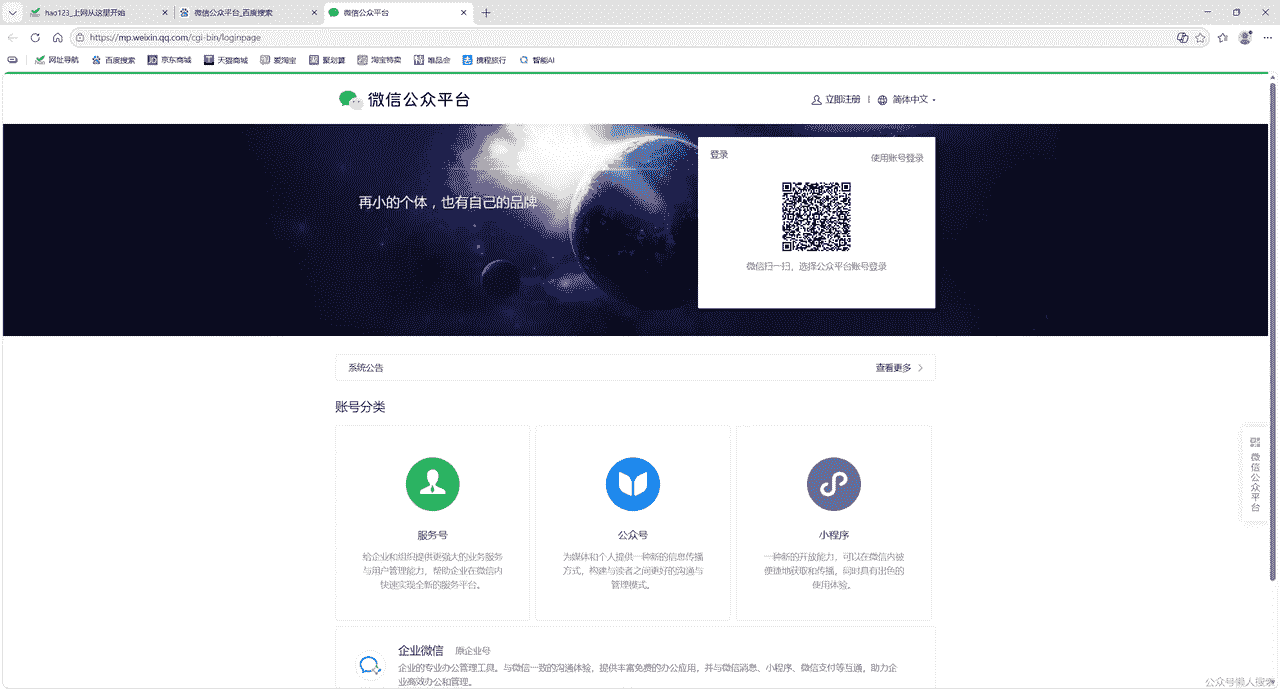 hao123_上网从这里开始
微信公众平台_百度搜索
微信公众平台
https://mp.weixin.qq.com/cgi-bin/loginpage
网址导航 百度搜索 京东商城 天猫商城 爱淘宝 聚划算 淘宝特卖 唯品会 携程旅行 智能AI
微信公众平台
立即注册 | 简体中文
登录
使用账号登录
再小的个体,也有自己的品牌
微信扫一扫,选择公众平台账号登录
系统公告
查看更多
账号分类
服务号
给企业和组织提供更强大的业务服务
与用户管理能力,帮助企业在微信内
快速实现全新的服务平台。
公众号
为媒体和个人提供一种新的信息传播
方式,构建与读者之间更好的沟通与
管理模式。
小程序
一种新的开放能力,可以在微信内被
便捷地获取和传播,同时具有出色的
使用体验。
微信公众平台
企业微信 原企业号
企业的专业办公管理工具。与微信一致的沟通体验,提供丰富免费的办公应用,并与微信消息、小程序、微信支付等互通,助力企
业高效办公和管理。
公众号懒人搜索